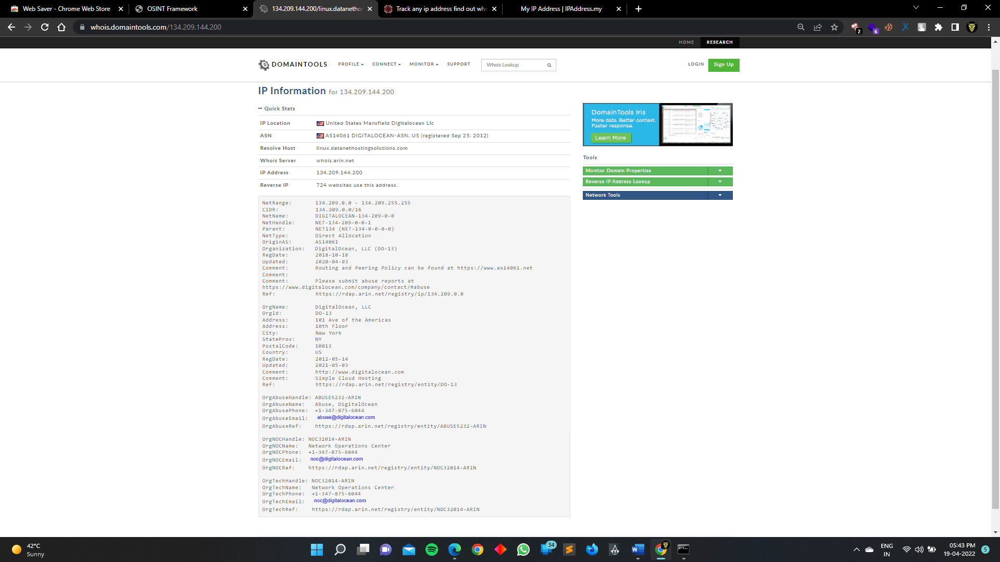 Web Saver - Chrome Web Store
OSINT Framework
134.209.144.200/linux.datanethos
Track any ip address find out whe
My IP Address | IPAddress.my
whois.domaintools.com/134.209.144.200
2
6
HOME
RESEARCH
DOMAINTOOLS
PROFILE
CONNECT
MONITOR
SUPPORT
Whois Lookup
LOGIN
Sign Up
IP Information for 134.209.144.200
Quick Stats
IP Location United States Mansfield Digitalocean Llc
ASN AS14061 DIGITALOCEAN-ASN, US (registered Sep 25, 2012)
Resolve Host linux.datanethostingsolutions.com
Whois Server whois.arin.net
IP Address 134.209.144.200
Reverse IP 724 websites use this address.
NetRange: 134.209.0.0 - 134.209.255.255
CIDR: 134.209.0.0/16
NetName: DIGITALOCEAN-134-209-0-0
NetHandle: NET-134-209-0-0-1
Parent: NET134 (NET-134-0-0-0-0)
NetType: Direct Allocation
OriginAS: AS14061
Organization: DigitalOcean, LLC (DO-13)
RegDate: 2018-10-18
Updated: 2020-04-03
Comment: Routing and Peering Policy can be found at https://www.as14061.net
Comment:
Comment: Please submit abuse reports at
https://www.digitalocean.com/company/contact/#abuse
Ref: https://rdap.arin.net/registry/ip/134.209.0.0
OrgName: DigitalOcean, LLC
OrgId: DO-13
Address: 101 Ave of the Americas
Address: 10th Floor
City: New York
StateProv: NY
PostalCode: 10013
Country: US
RegDate: 2012-05-14
Updated: 2021-05-03
Comment: http://www.digitalocean.com
Comment: Simple Cloud Hosting
Ref: https://rdap.arin.net/registry/entity/DO-13
OrgAbuseHandle: ABUSE5232-ARIN
OrgAbuseName: Abuse, DigitalOcean
OrgAbusePhone: +1-347-875-6044
OrgAbuseEmail: abuse@digitalocean.com
OrgAbuseRef: https://rdap.arin.net/registry/entity/ABUSE5232-ARIN
OrgNOCHandle: NOC32014-ARIN
OrgNOCName: Network Operations Center
OrgNOCPhone: +1-347-875-6044
OrgNOCEmail: noc@digitalocean.com
OrgNOCRef: https://rdap.arin.net/registry/entity/NOC32014-ARIN
OrgTechHandle: NOC32014-ARIN
OrgTechName: Network Operations Center
OrgTechPhone: +1-347-875-6044
OrgTechEmail: noc@digitalocean.com
OrgTechRef: https://rdap.arin.net/registry/entity/NOC32014-ARIN
DomainTools Iris
More data. Better context.
Faster response.
Learn More
Tools
Monitor Domain Properties
Reverse IP Address Lookup
Network Tools
42°C
Sunny
34
ENG
IN
05:43 PM
19-04-2022
5